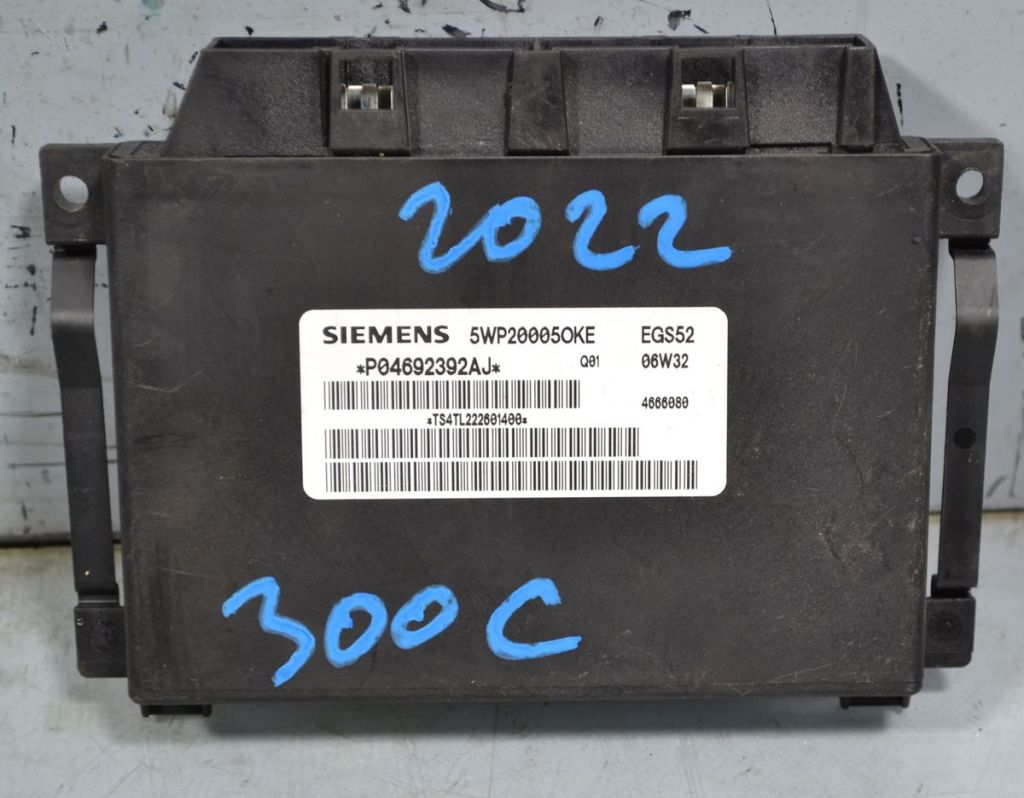 2022
SIEMENS 5WP20005OKE EGS52
*P04692392AJ* Q01 06W32
4666080
*TS4TL222601400*
300C